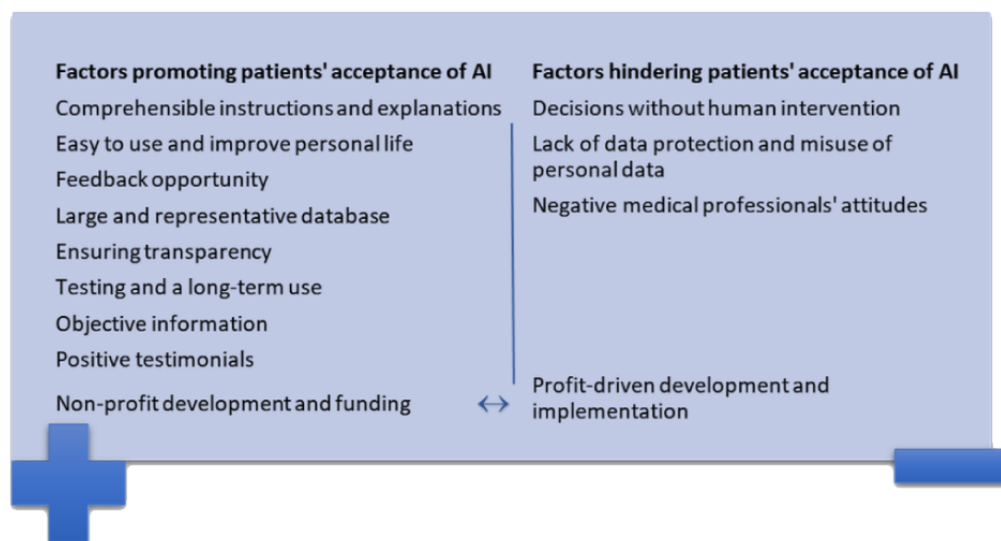 Factors promoting patients' acceptance of AI
Comprehensible instructions and explanations
Easy to use and improve personal life
Feedback opportunity
Large and representative database
Ensuring transparency
Testing and a long-term use
Objective information
Positive testimonials
Non-profit development and funding
Factors hindering patients' acceptance of AI
Decisions without human intervention
Lack of data protection and misuse of
personal data
Negative medical professionals' attitudes
Profit-driven development and
implementation